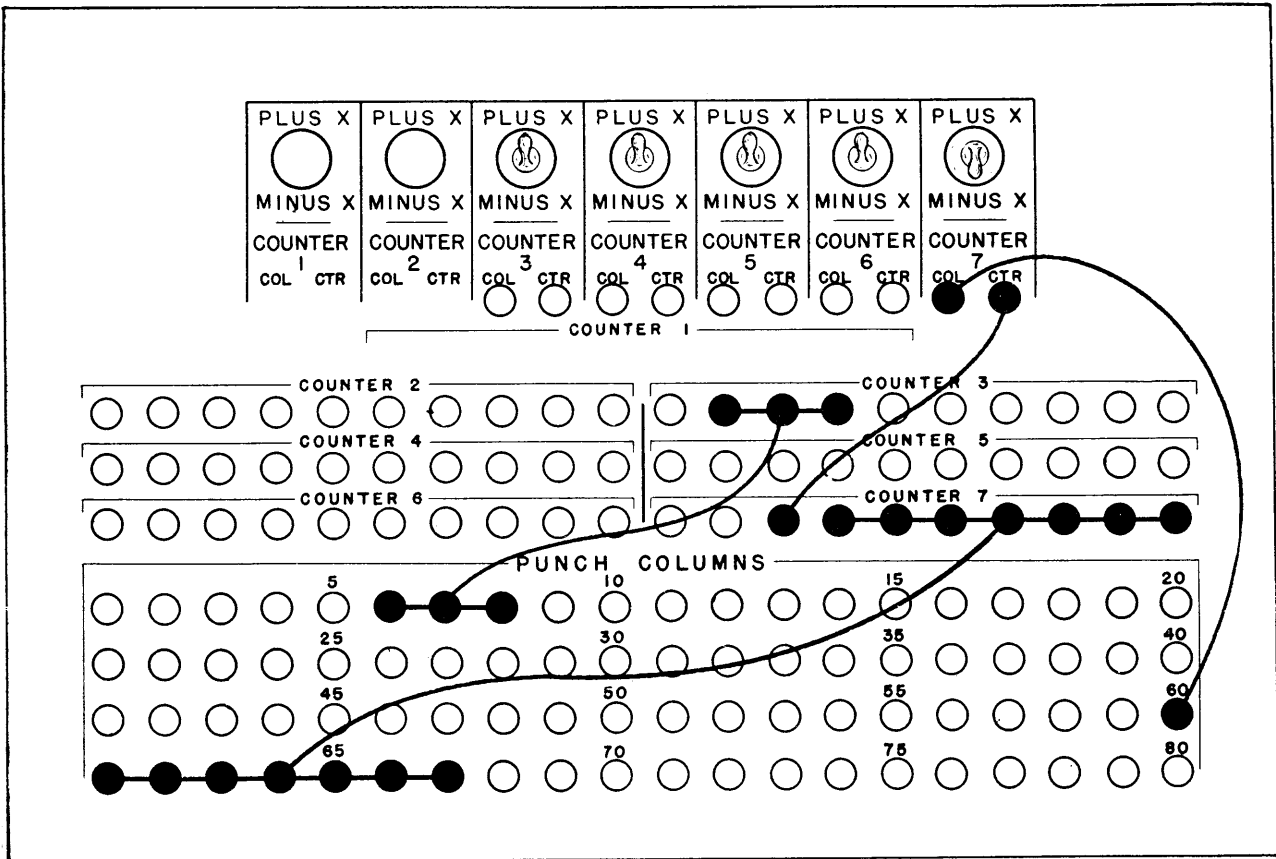 PLUS X PLUS X PLUS X PLUS X PLUS X PLUS X PLUS X
MINUS X MINUS X MINUS X MINUS X MINUS X MINUS X MINUS X
COUNTER COUNTER COUNTER COUNTER COUNTER COUNTER COUNTER
1 2 3 4 5 6 7
COL CTR COL CTR COL CTR COL CTR COL CTR COL CTR COL CTR
COUNTER 1
COUNTER 2 COUNTER 3
COUNTER 4 COUNTER 5
COUNTER 6 COUNTER 7
PUNCH COLUMNS
5 10 15 20
25 30 35 40
45 50 55 60
65 70 75 80